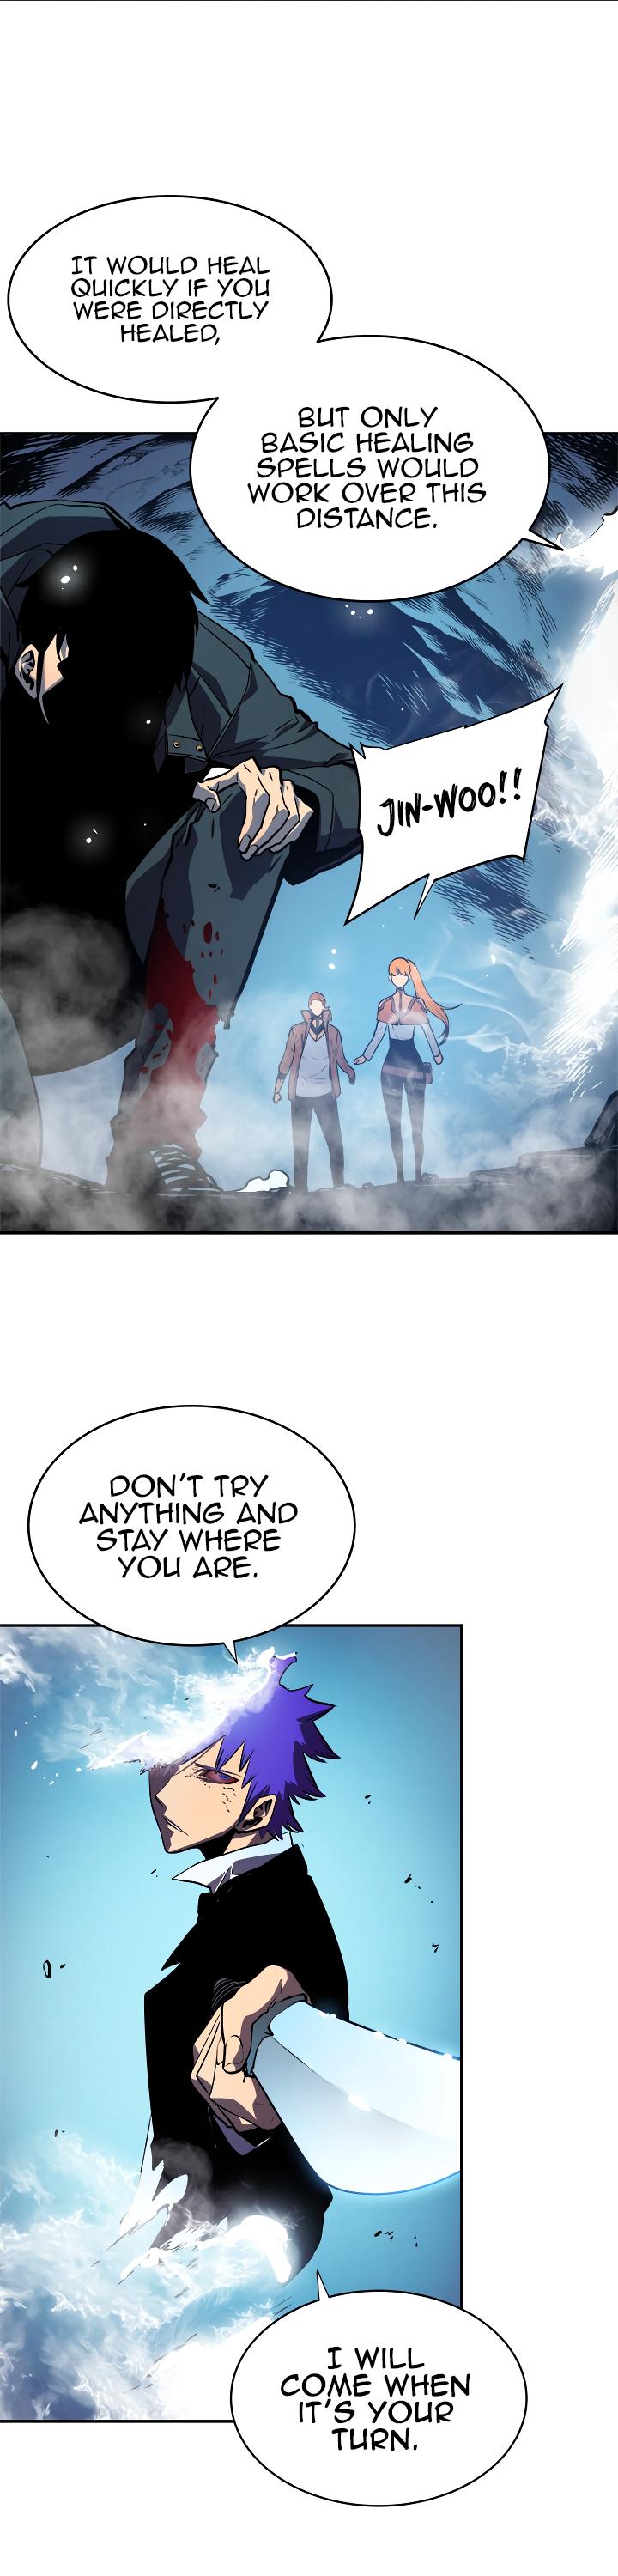 IT WOULD HEAL
QUICKLY IF YOU
WERE DIRECTLY
HEALED,
BUT ONLY
BASIC HEALING
SPELLS WOULD
WORK OVER THIS
DISTANCE.
JIN-WOO!!
DON'T TRY
ANYTHING AND
STAY WHERE
YOU ARE.
I WILL
COME WHEN
IT'S YOUR
TURN.